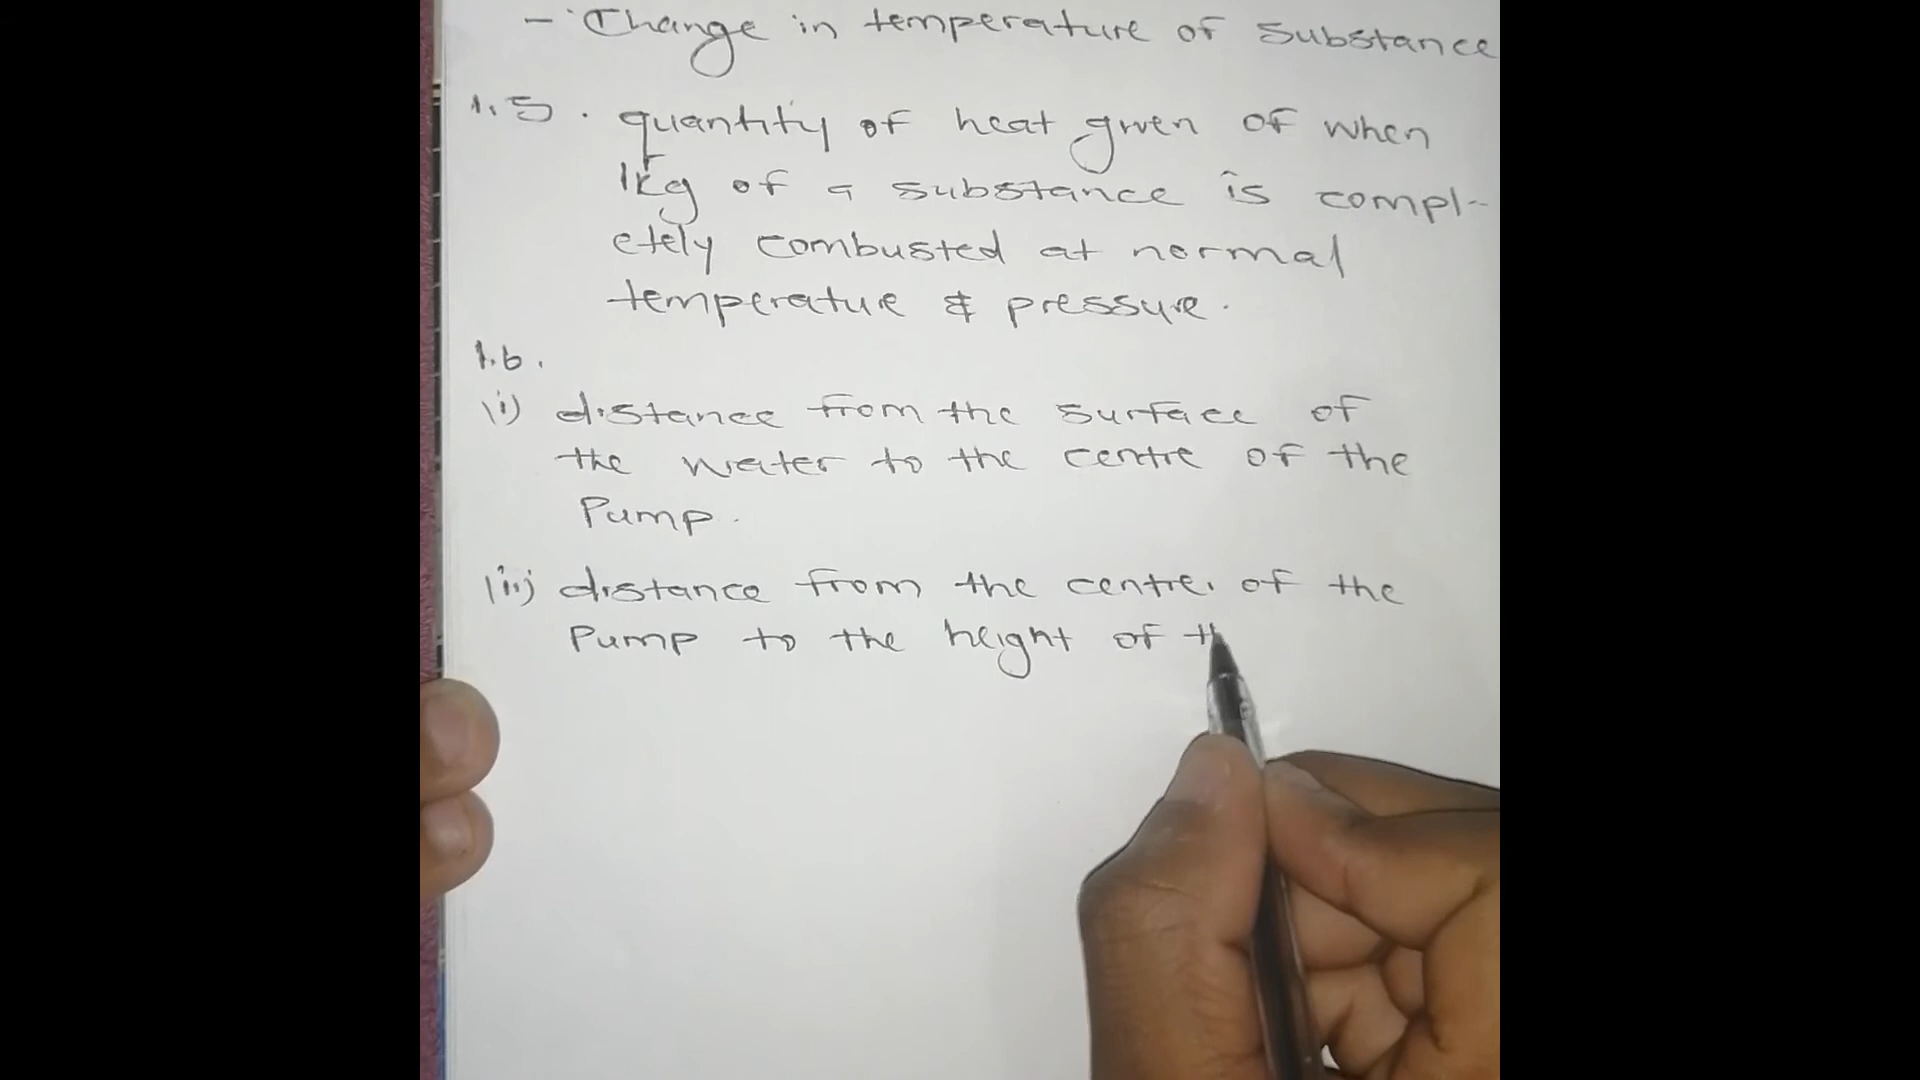 - Change in temperature of substance
1.5. quantity of heat given of when
1kg of a substance is compl-
etely combusted at normal
temperature & pressure.
1.6.
(i) distance from the surface of
the water to the centre of the
Pump.
(ii) distance from the centre. of the
Pump to the height of th